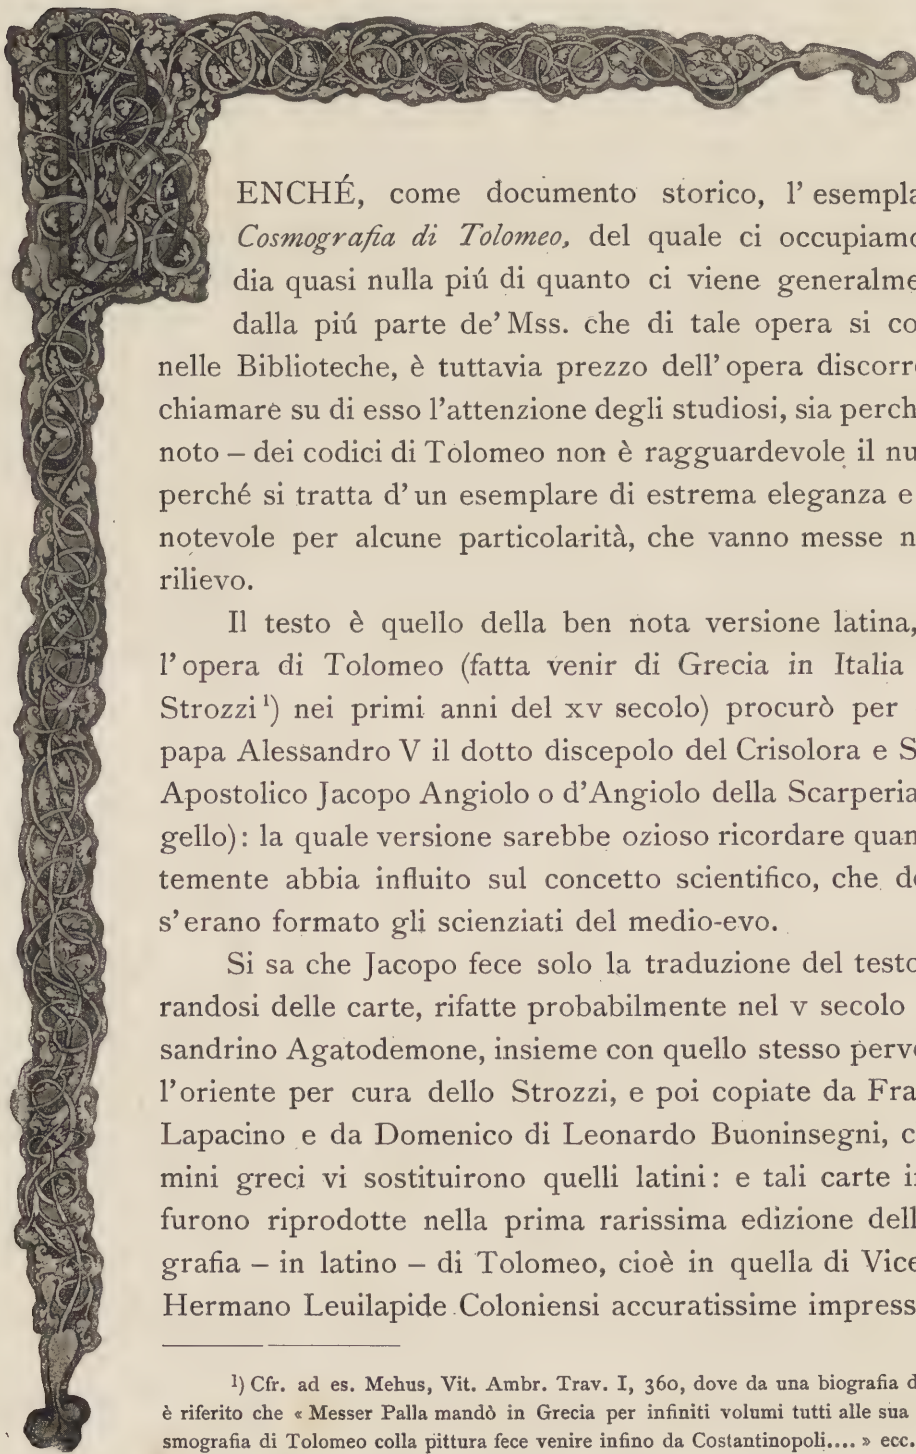 BENCHÉ, come documento storico, l' esempla
Cosmografia di Tolomeo, del quale ci occupiamo
dia quasi nulla piú di quanto ci viene generalme
dalla piú parte de' Mss. che di tale opera si co
nelle Biblioteche, è tuttavia prezzo dell' opera discorr
chiamare su di esso l'attenzione degli studiosi, sia perch
noto – dei codici di Tolomeo non è ragguardevole il nu
perché si tratta d' un esemplare di estrema eleganza e
notevole per alcune particolarità, che vanno messe n
rilievo.
Il testo è quello della ben nota versione latina,
l' opera di Tolomeo (fatta venir di Grecia in Italia
Strozzi ¹) nei primi anni del XV secolo) procurò per
papa Alessandro V il dotto discepolo del Crisolora e S
Apostolico Jacopo Angiolo o d'Angiolo della Scarperia
gello): la quale versione sarebbe ozioso ricordare quan
temente abbia influito sul concetto scientifico, che de
s' erano formato gli scienziati del medio-evo.
Si sa che Jacopo fece solo la traduzione del testo
randosi delle carte, rifatte probabilmente nel V secolo
sandrino Agatodemone, insieme con quello stesso perve
l'oriente per cura dello Strozzi, e poi copiate da Fra
Lapacino e da Domenico di Leonardo Buoninsegni, c
mini greci vi sostituirono quelli latini: e tali carte i
furono riprodotte nella prima rarissima edizione dell
grafia – in latino – di Tolomeo, cioè in quella di Vice
Hermano Leuilapide Coloniensi accuratissime impress
¹) Cfr. ad es. Mehus, Vit. Ambr. Trav. I, 360, dove da una biografia d
è riferito che « Messer Palla mandò in Grecia per infiniti volumi tutti alle sua
smografia di Tolomeo colla pittura fece venire infino da Costantinopoli.... » ecc.